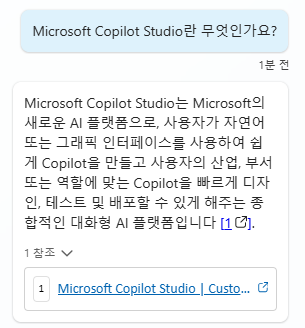 Microsoft Copilot Studio란 무엇인가요?
1분 전
Microsoft Copilot Studio는 Microsoft의
새로운 AI 플랫폼으로, 사용자가 자연어
또는 그래픽 인터페이스를 사용하여 쉽
게 Copilot을 만들고 사용자의 산업, 부서
또는 역할에 맞는 Copilot을 빠르게 디자
인, 테스트 및 배포할 수 있게 해주는 종
합적인 대화형 AI 플랫폼입니다 [1].
1 참조
1 Microsoft Copilot Studio | Custo...